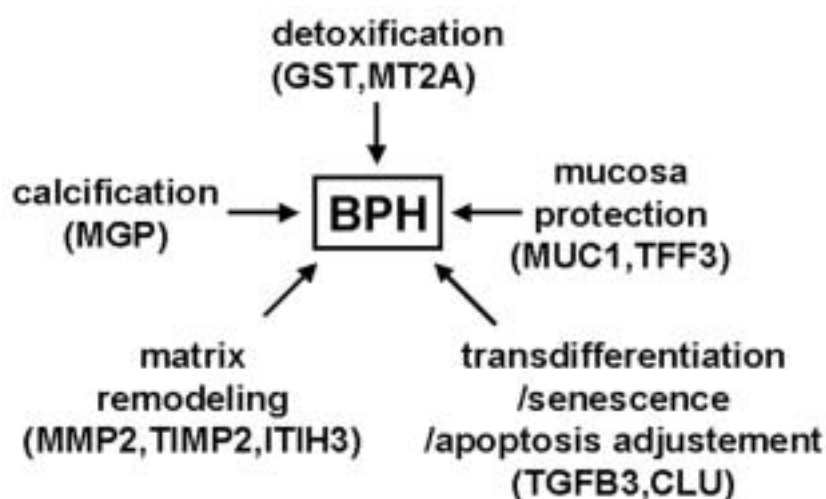 detoxification
(GST,MT2A)
calcification
(MGP)
BPH
mucosa
protection
(MUC1,TFF3)
matrix
remodeling
(MMP2,TIMP2,ITIH3)
transdifferentiation
/senescence
/apoptosis adjustement
(TGFB3,CLU)